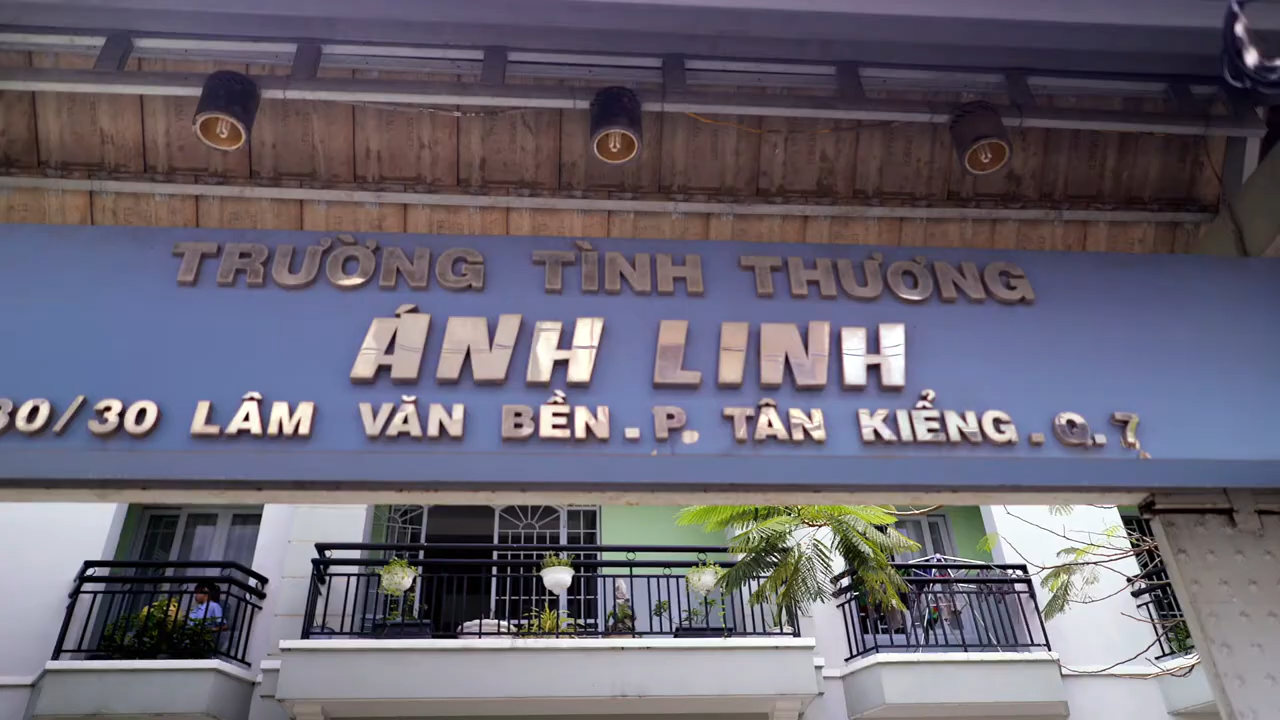 TRƯỜNG TÌNH THƯƠNG
ÁNH LINH
30/30 LÂM VĂN BỀN . P. TÂN KIỂNG . Q. 7